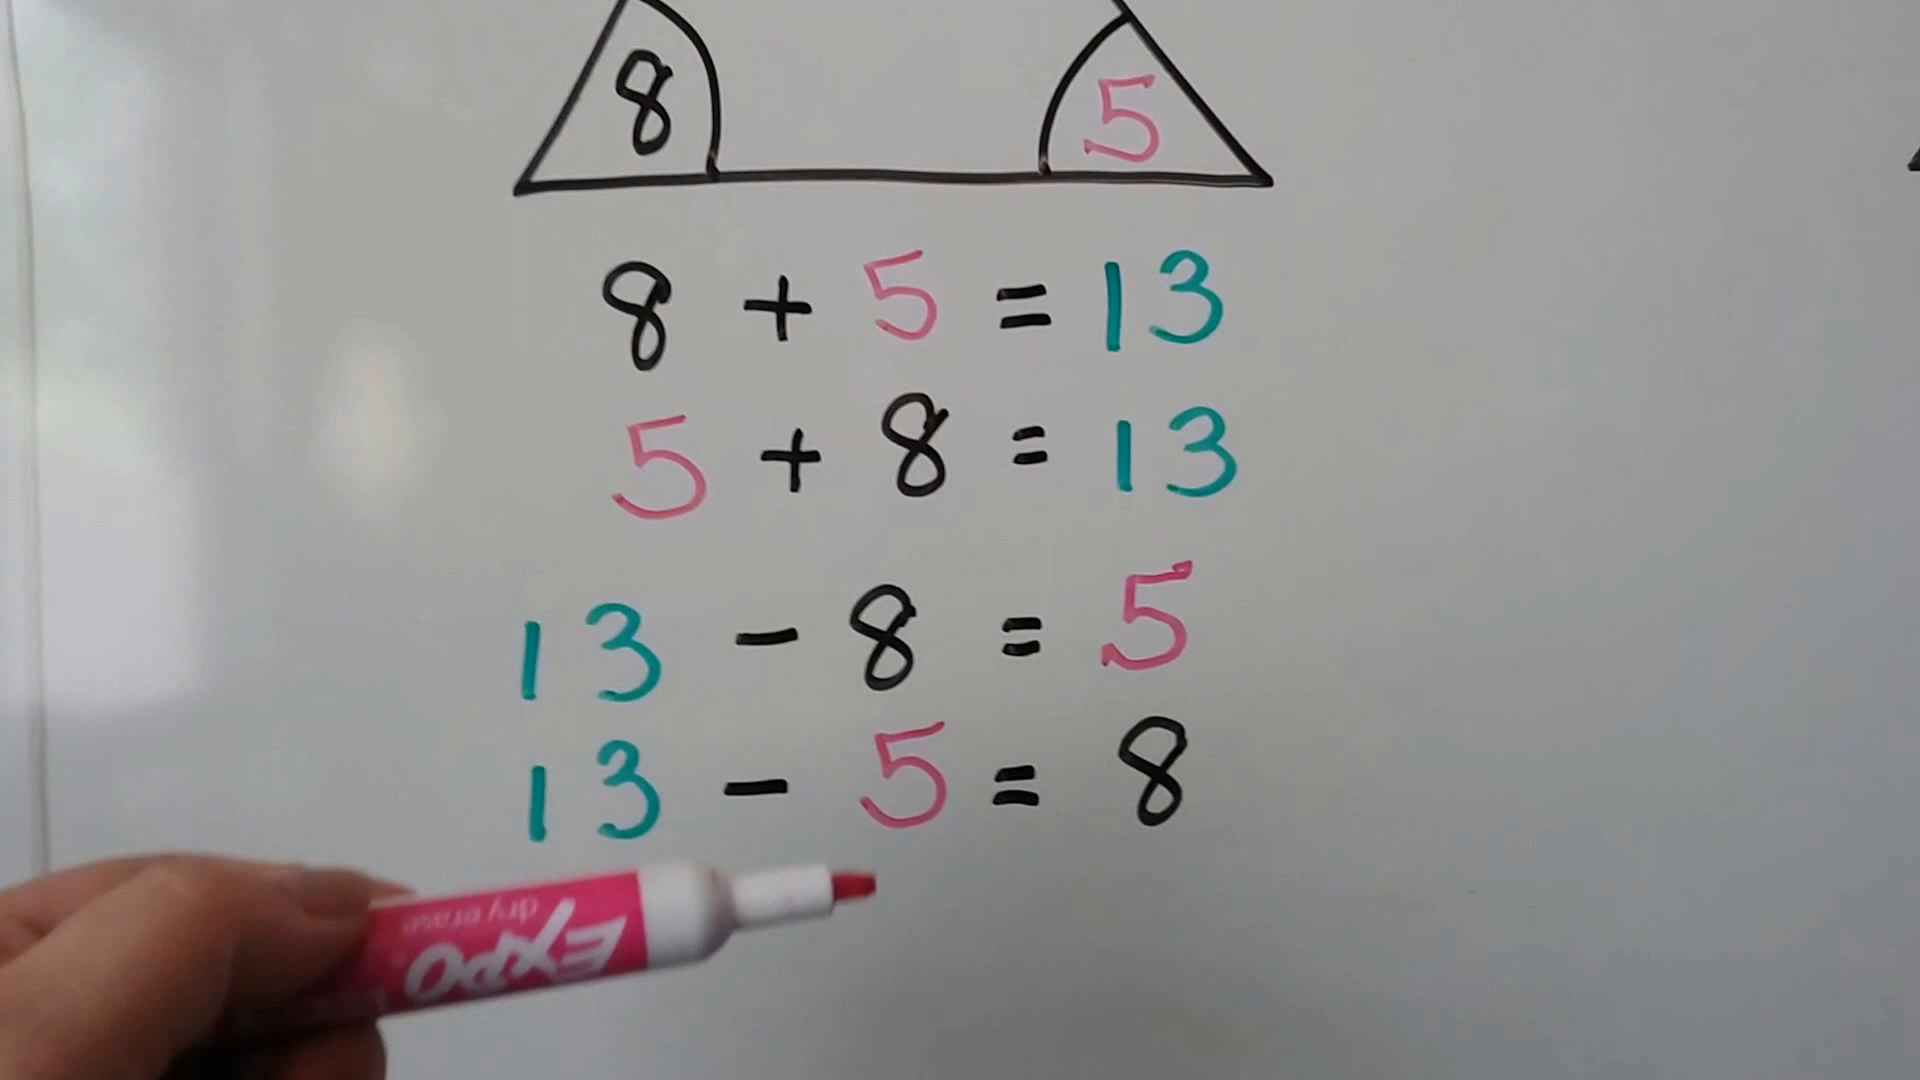 8 5
8 + 5 = 13
5 + 8 = 13
13 - 8 = 5
13 - 5 = 8
EXPO
dry erase